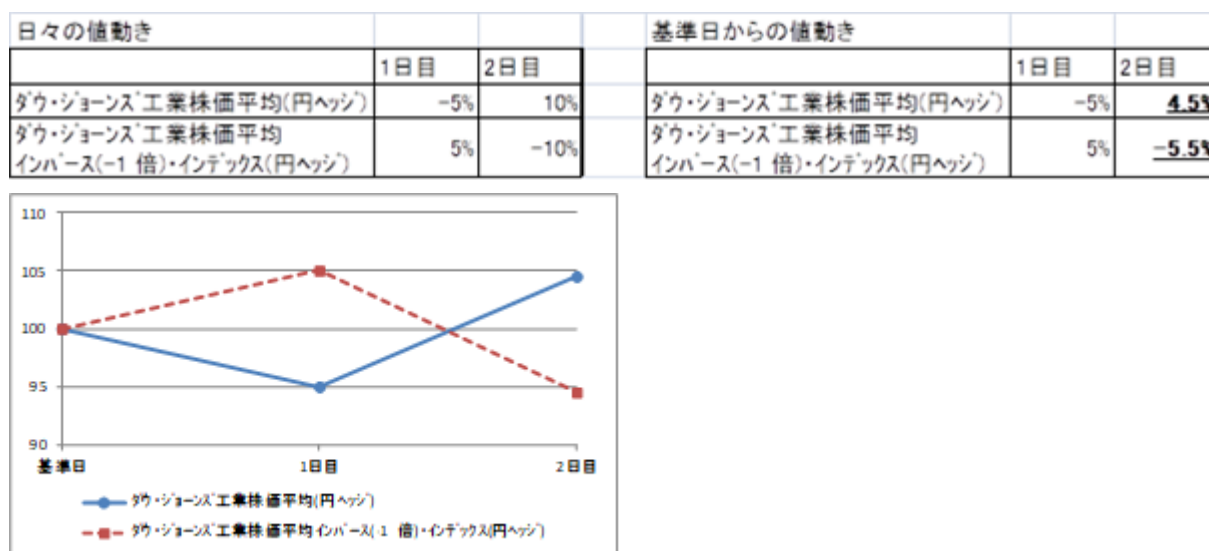 日々の値動き
1日目 2日目
ダウ・ジョーンズ工業株価平均(円ヘッジ) -5% 10%
ダウ・ジョーンズ工業株価平均
インバース(-1 倍)・インデックス(円ヘッジ) 5% -10%
基準日からの値動き
1日目 2日目
ダウ・ジョーンズ工業株価平均(円ヘッジ) -5% 4.5%
ダウ・ジョーンズ工業株価平均
インバース(-1 倍)・インデックス(円ヘッジ) 5% -5.5%
110
105
100
95
90
基準日 1日目 2日目
ダウ・ジョーンズ工業株価平均(円ヘッジ)
ダウ・ジョーンズ工業株価平均インバース(-1 倍)・インデックス(円ヘッジ)